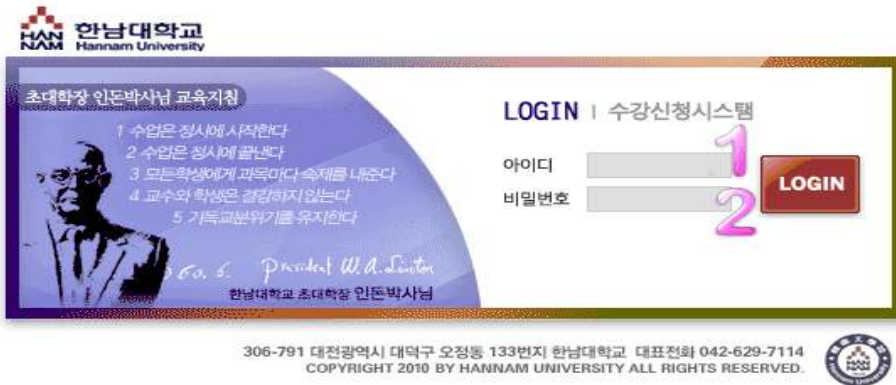 HAN
NAM
한남대학교
Hannam University
초대학장 인돈박사님 교육지침
1 수업은 정시에 시작한다
2 수업은 정시에 끝낸다
3 모든학생에게 과목마다 숙제를 내준다
4 교수와 학생은 결강하지 않는다
5 기독교분위기를 유지한다
60. 5. President W. A. Linton
한남대학교 초대학장 인돈박사님
LOGIN | 수강신청시스탬
아이디 1
비밀번호 2
LOGIN
306-791 대전광역시 대덕구 오정동 133번지 한남대학교 대표전화 042-629-7114
COPYRIGHT 2010 BY HANNAM UNIVERSITY ALL RIGHTS RESERVED.